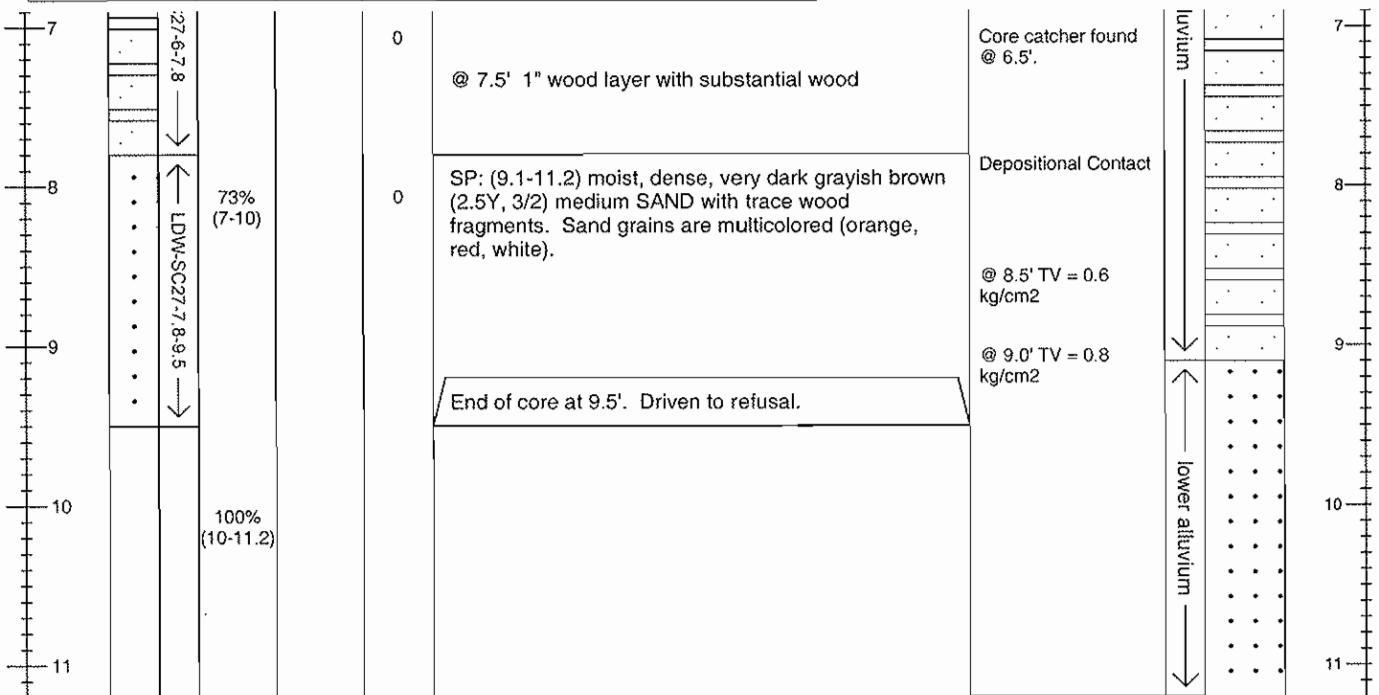 7
:27-6-7.8
0
@ 7.5' 1" wood layer with substantial wood
Core catcher found
@ 6.5'.
luvium
7
8
LDW-SC27-7.8-9.5
73%
(7-10)
0
SP: (9.1-11.2) moist, dense, very dark grayish brown
(2.5Y, 3/2) medium SAND with trace wood
fragments. Sand grains are multicolored (orange,
red, white).
Depositional Contact
@ 8.5' TV = 0.6
kg/cm2
8
9
@ 9.0' TV = 0.8
kg/cm2
9
End of core at 9.5'. Driven to refusal.
10
100%
(10-11.2)
lower alluvium
10
11
11